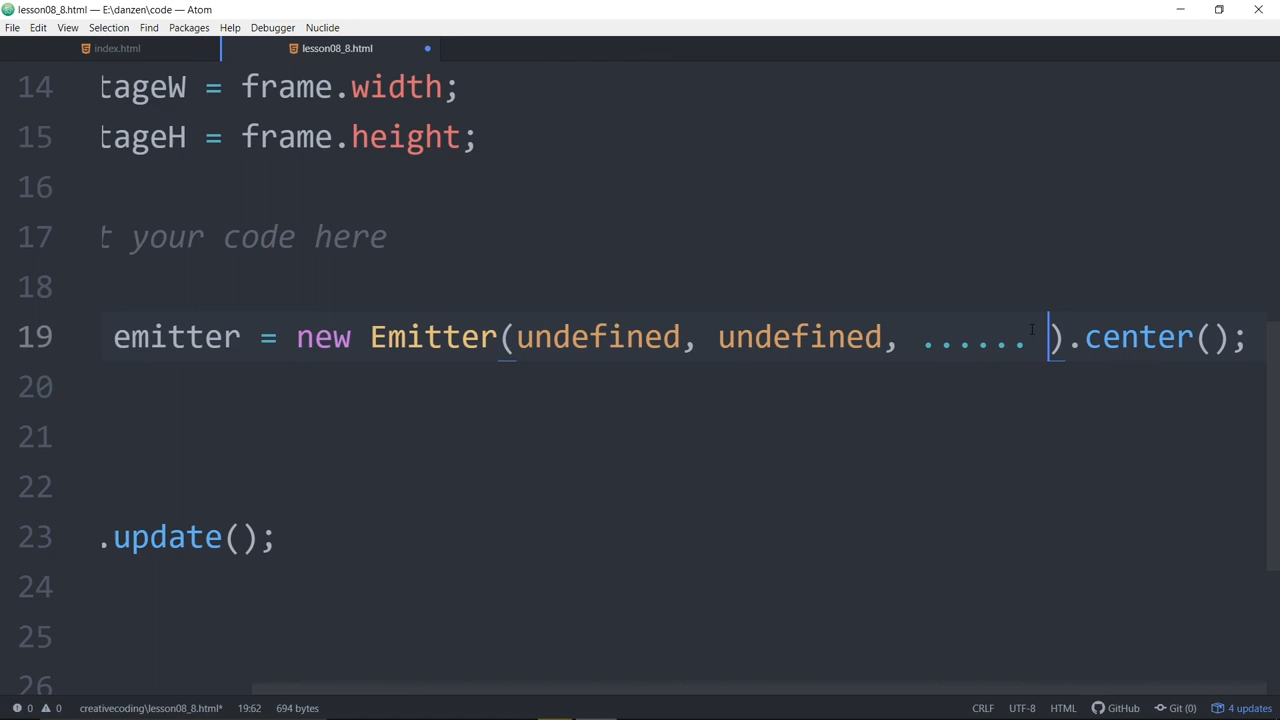 lesson08_8.html — E:\danzen\code — Atom
File Edit View Selection Find Packages Help Debugger Nuclide
index.html lesson08_8.html
14 tageW = frame.width;
15 tageH = frame.height;
16
17 t your code here
18
19 emitter = new Emitter(undefined, undefined, ...... ).center();
20
21
22
23 .update();
24
25
26
0 0 creativecoding\lesson08_8.html* 19:62 694 bytes CRLF UTF-8 HTML GitHub Git (0) 4 updates